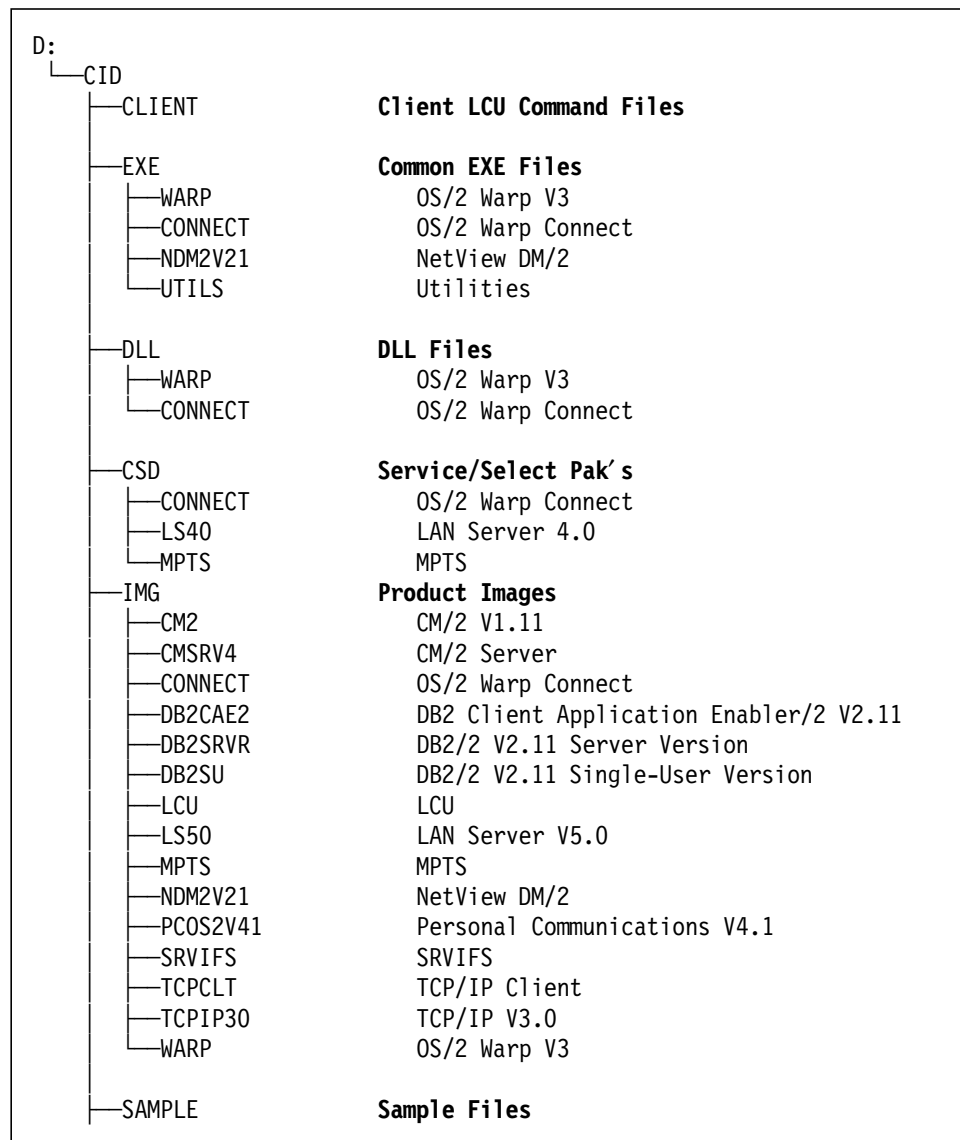 D:
CID
CLIENT Client LCU Command Files
EXE Common EXE Files
WARP OS/2 Warp V3
CONNECT OS/2 Warp Connect
NDM2V21 NetView DM/2
UTILS Utilities
DLL DLL Files
WARP OS/2 Warp V3
CONNECT OS/2 Warp Connect
CSD Service/Select Pak's
CONNECT OS/2 Warp Connect
LS40 LAN Server 4.0
MPTS MPTS
IMG Product Images
CM2 CM/2 V1.11
CMSRV4 CM/2 Server
CONNECT OS/2 Warp Connect
DB2CAE2 DB2 Client Application Enabler/2 V2.11
DB2SRVR DB2/2 V2.11 Server Version
DB2SU DB2/2 V2.11 Single-User Version
LCU LCU
LS50 LAN Server V5.0
MPTS MPTS
NDM2V21 NetView DM/2
PCOS2V41 Personal Communications V4.1
SRVIFS SRVIFS
TCPCLT TCP/IP Client
TCPIP30 TCP/IP V3.0
WARP OS/2 Warp V3
SAMPLE Sample Files